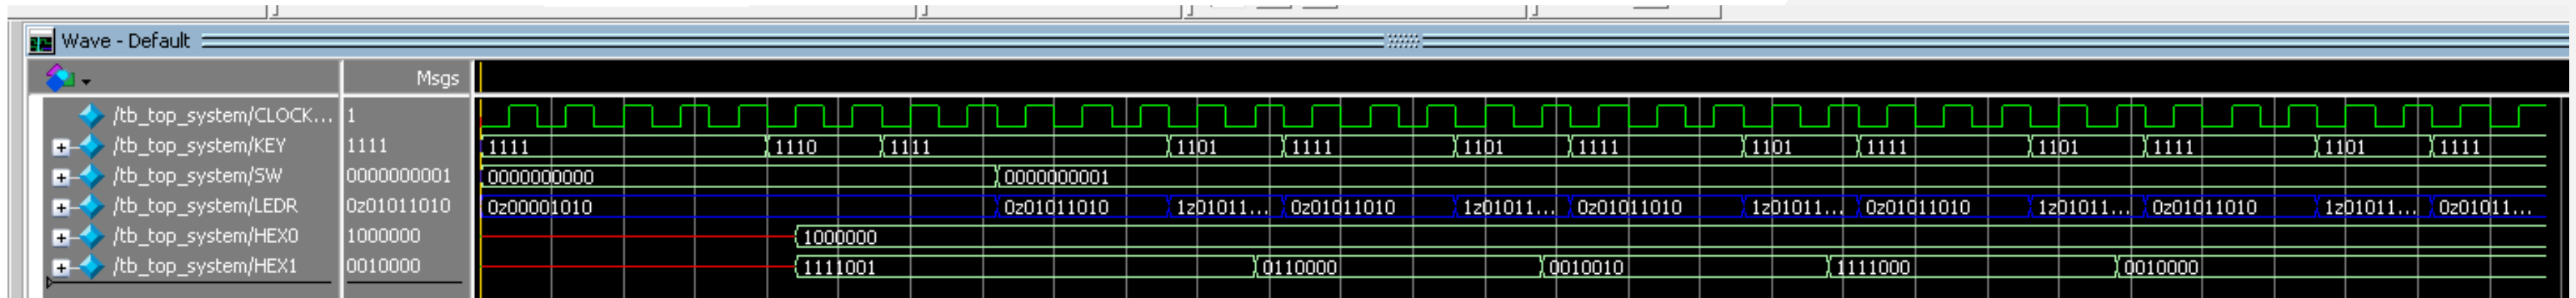 Wave - Default
Msgs
/tb_top_system/CLOCK... 1
/tb_top_system/KEY 1111 1111 1110 1111 1101 1111 1101 1111 1101 1111 1101 1111 1101 1111
/tb_top_system/SW 0000000001 0000000000 0000000001
/tb_top_system/LEDR 0z01011010 0z00001010 0z01011010 1z01011... 0z01011010 1z01011... 0z01011010 1z01011... 0z01011010 1z01011... 0z01011010 1z01011... 0z01011...
/tb_top_system/HEX0 1000000 1000000
/tb_top_system/HEX1 0010000 1111001 0110000 0010010 1111000 0010000